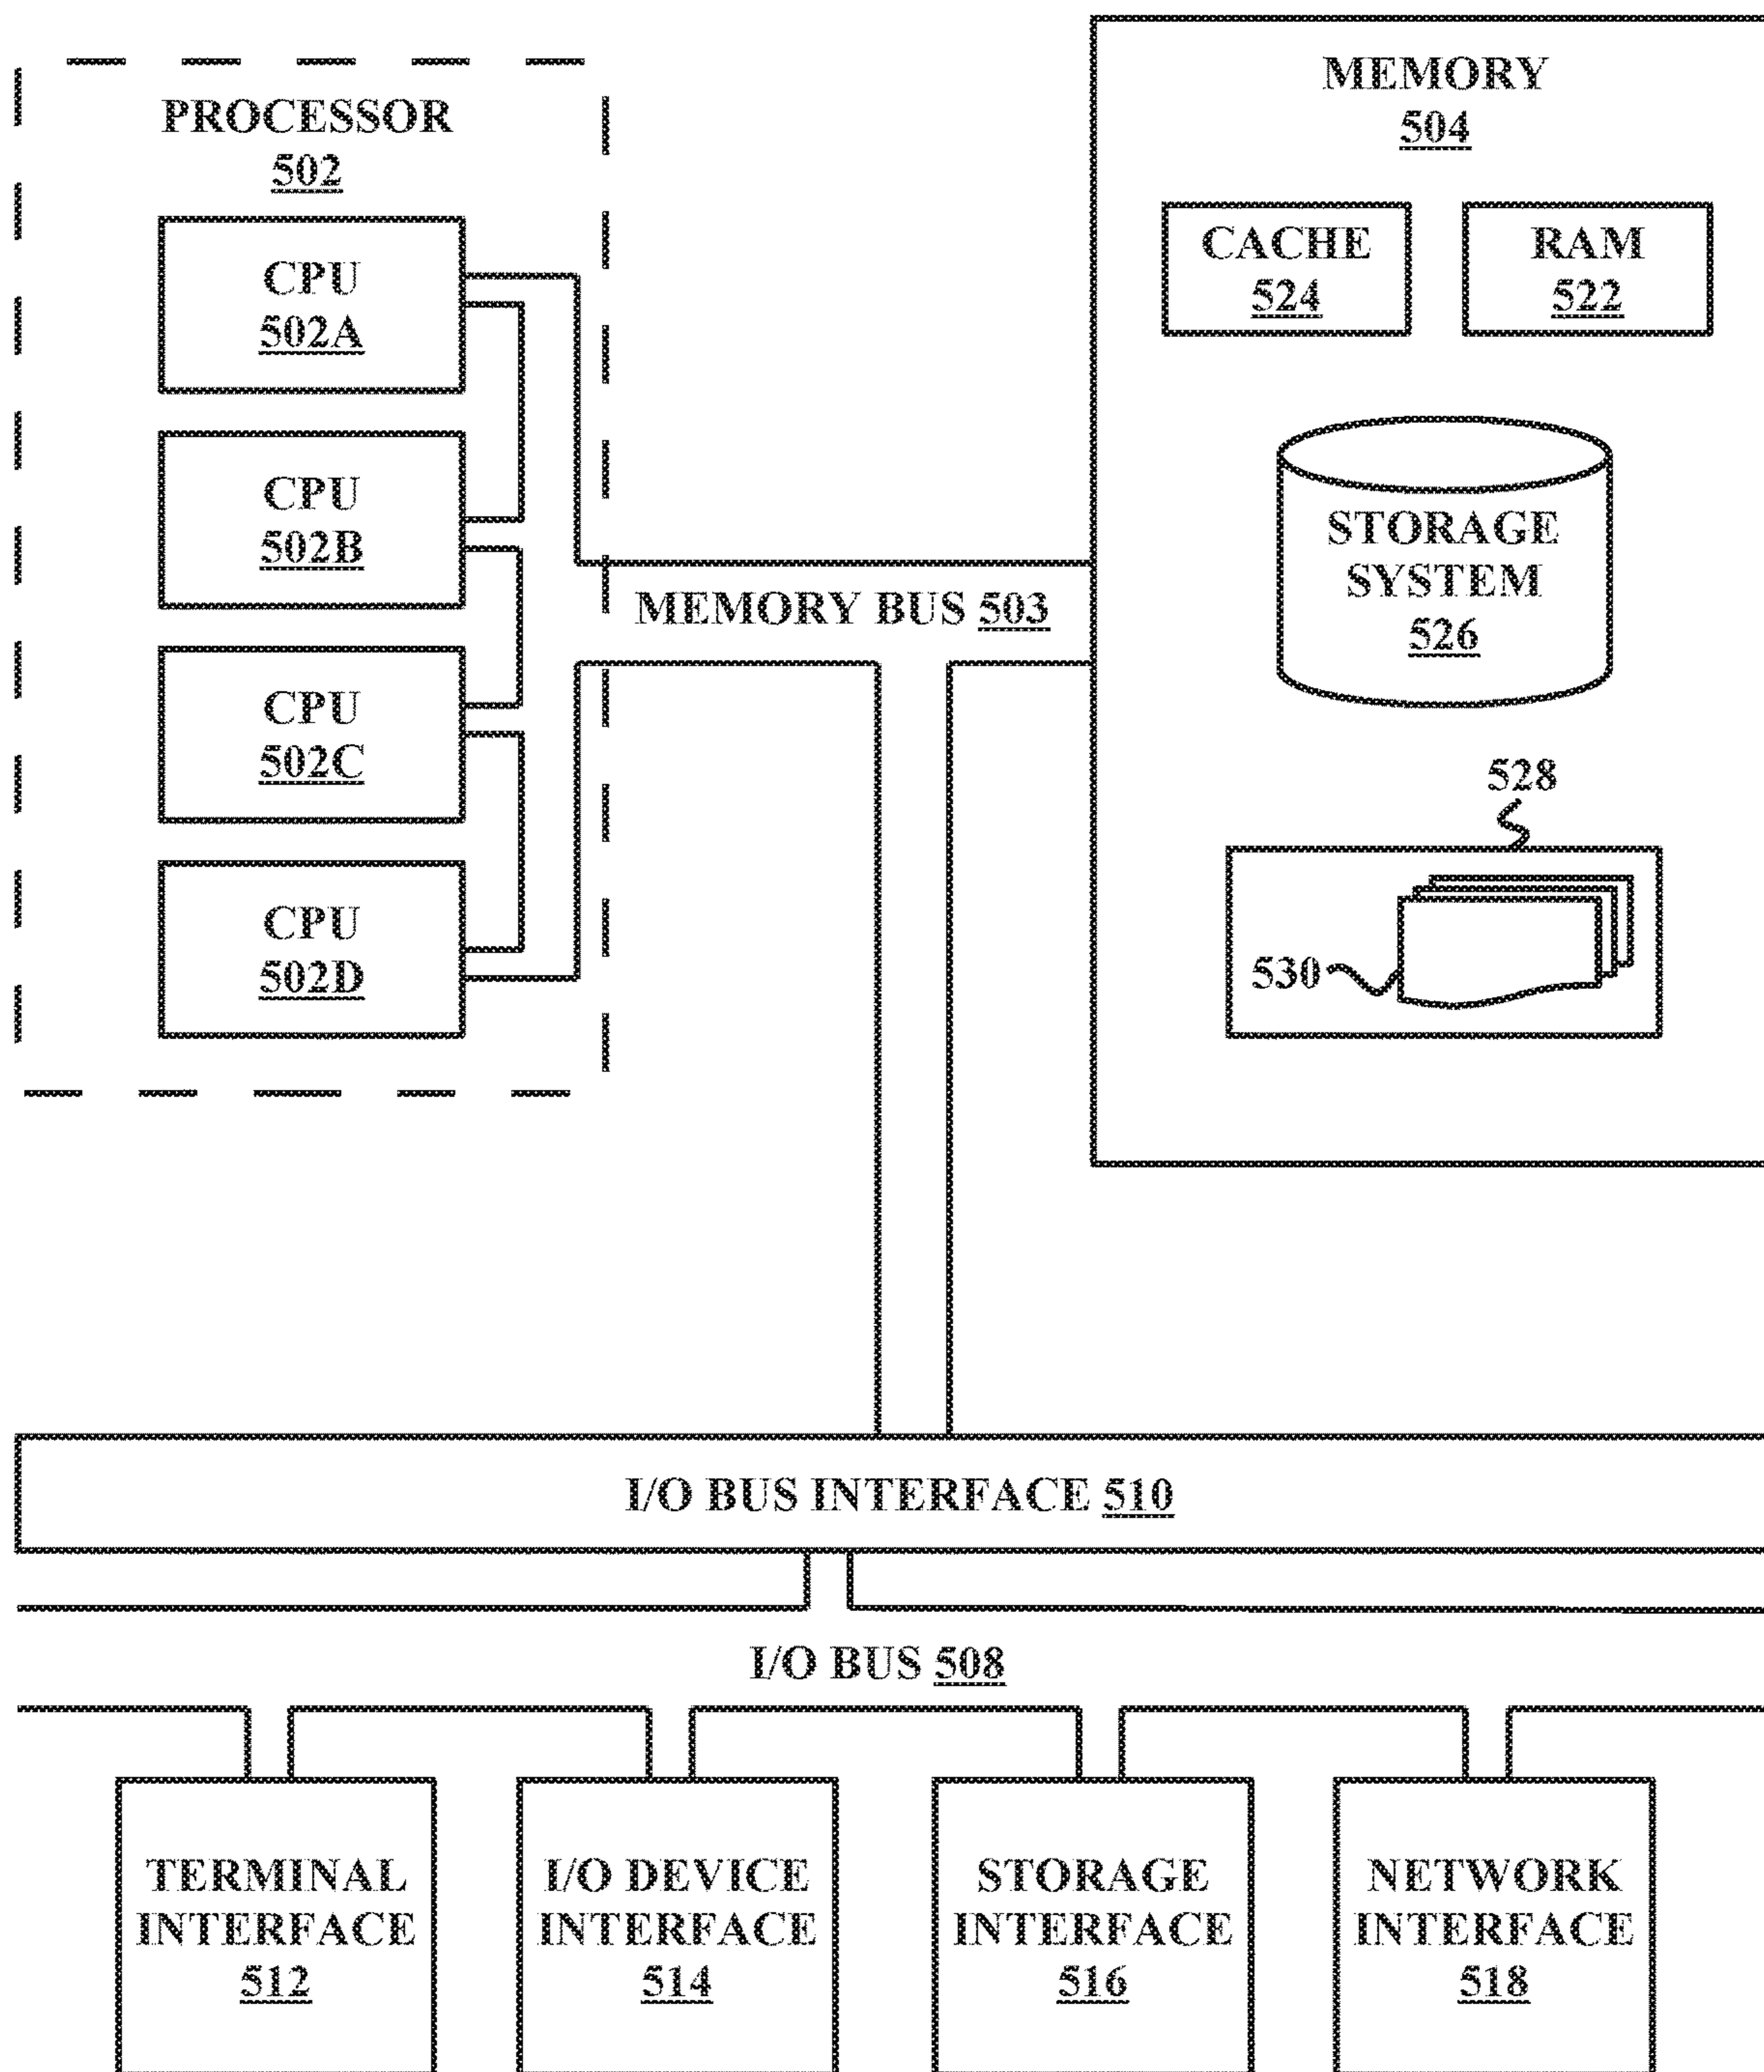 PROCESSOR
502
CPU
502A
CPU
502B
CPU
502C
CPU
502D
MEMORY BUS 503
MEMORY
504
CACHE
524
RAM
522
STORAGE
SYSTEM
526
528
530
I/O BUS INTERFACE 510
I/O BUS 508
TERMINAL
INTERFACE
512
I/O DEVICE
INTERFACE
514
STORAGE
INTERFACE
516
NETWORK
INTERFACE
518